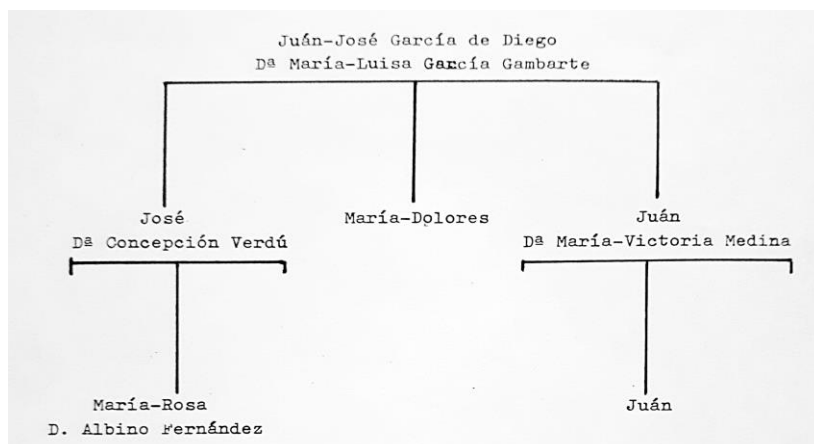 Juán-José García de Diego
Dª María-Luisa García Gambarte
José
María-Dolores
Juán
Dª Concepción Verdú
Dª María-Victoria Medina
María-Rosa
Juán
D. Albino Fernández